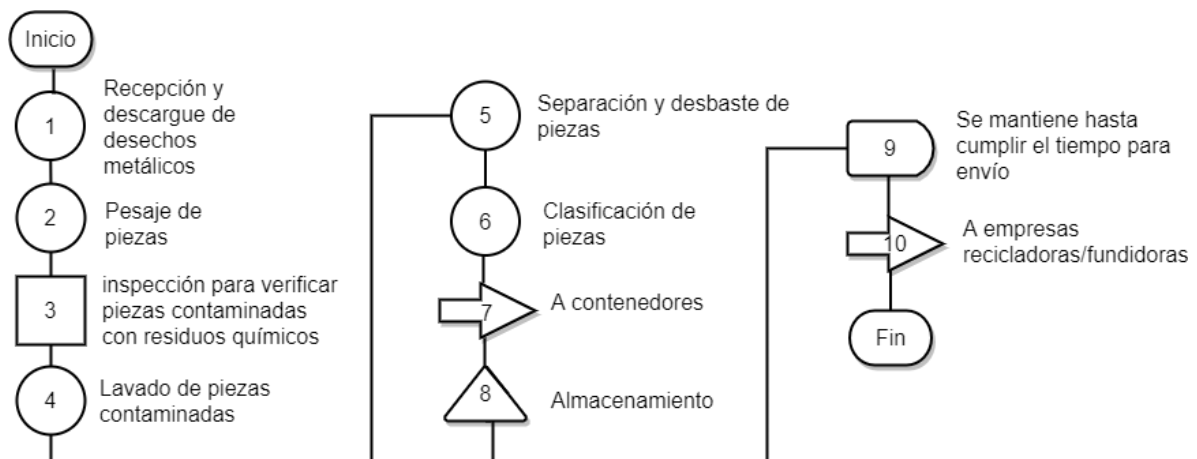 Inicio
1
Recepción y
descargue de
desechos
metálicos
2
Pesaje de
piezas
3
inspección para verificar
piezas contaminadas
con residuos químicos
4
Lavado de piezas
contaminadas
5
Separación y desbaste de
piezas
6
Clasificación de
piezas
7
A contenedores
8
Almacenamiento
9
Se mantiene hasta
cumplir el tiempo para
envío
10
A empresas
recicladoras/fundidoras
Fin